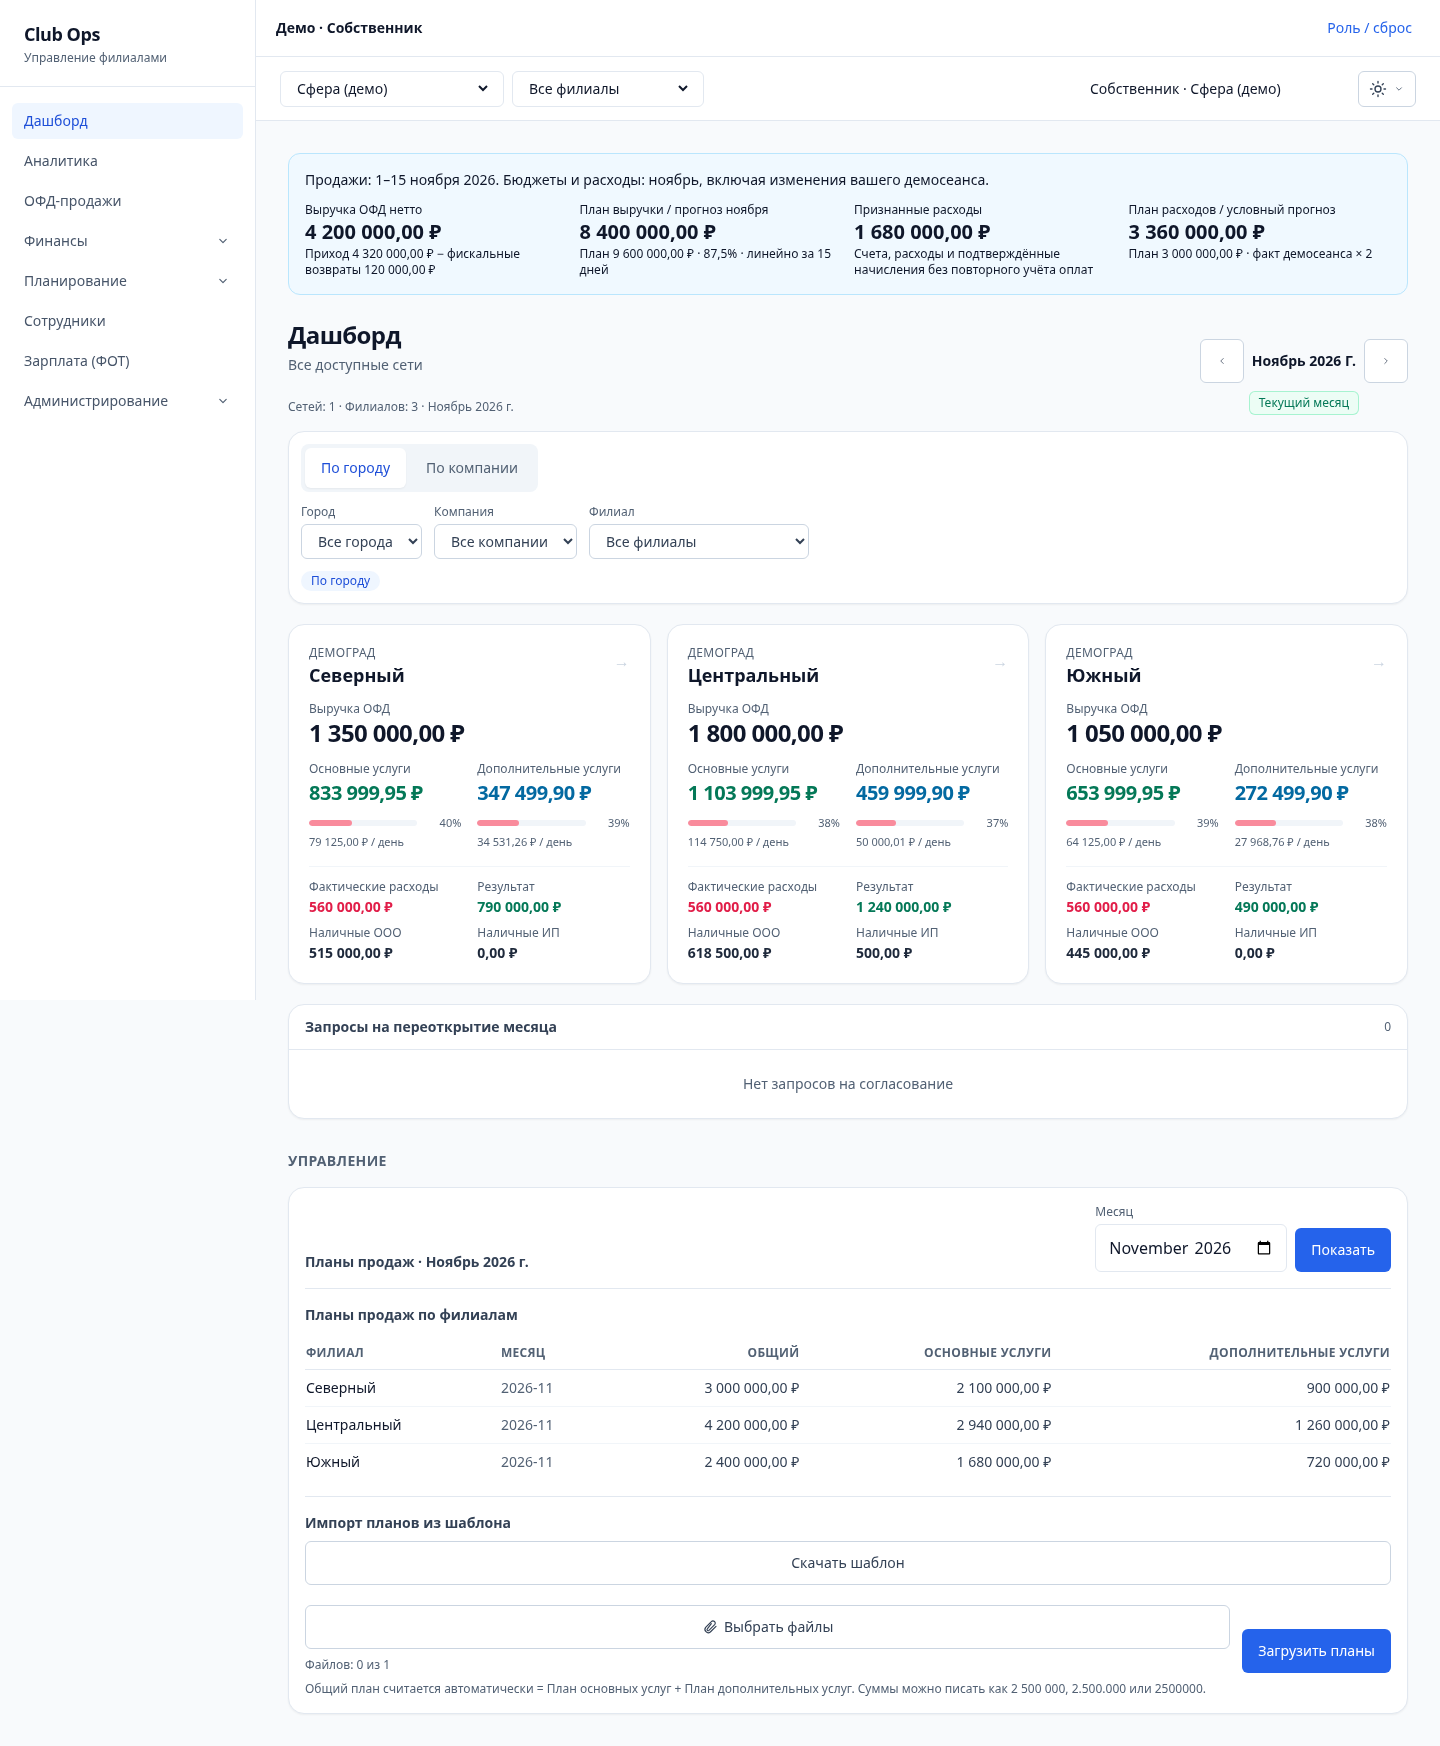 Club Ops
Управление филиалами
Демо · Собственник
Роль / сброс
Сфера (демо)
Все филиалы
Собственник · Сфера (демо)
Дашборд
Аналитика
ОФД-продажи
Финансы
Планирование
Сотрудники
Зарплата (ФОТ)
Администрирование
Продажи: 1–15 ноября 2026. Бюджеты и расходы: ноябрь, включая изменения вашего демосеанса.
Выручка ОФД нетто
4 200 000,00 ₽
Приход 4 320 000,00 ₽ − фискальные
возвраты 120 000,00 ₽
План выручки / прогноз ноября
8 400 000,00 ₽
План 9 600 000,00 ₽ · 87,5% · линейно за 15
дней
Признанные расходы
1 680 000,00 ₽
Счета, расходы и подтверждённые
начисления без повторного учёта оплат
План расходов / условный прогноз
3 360 000,00 ₽
План 3 000 000,00 ₽ · факт демосеанса × 2
Дашборд
Все доступные сети
Сетей: 1 · Филиалов: 3 · Ноябрь 2026 г.
‹
Ноябрь 2026 Г.
›
Текущий месяц
По городу
По компании
Город
Компания
Филиал
Все города
Все компании
Все филиалы
По городу
ДЕМОГРАД
Северный
→
Выручка ОФД
1 350 000,00 ₽
Основные услуги
Дополнительные услуги
833 999,95 ₽
347 499,90 ₽
40%
39%
79 125,00 ₽ / день
34 531,26 ₽ / день
Фактические расходы
Результат
560 000,00 ₽
790 000,00 ₽
Наличные ООО
Наличные ИП
515 000,00 ₽
0,00 ₽
ДЕМОГРАД
Центральный
→
Выручка ОФД
1 800 000,00 ₽
Основные услуги
Дополнительные услуги
1 103 999,95 ₽
459 999,90 ₽
38%
37%
114 750,00 ₽ / день
50 000,01 ₽ / день
Фактические расходы
Результат
560 000,00 ₽
1 240 000,00 ₽
Наличные ООО
Наличные ИП
618 500,00 ₽
500,00 ₽
ДЕМОГРАД
Южный
→
Выручка ОФД
1 050 000,00 ₽
Основные услуги
Дополнительные услуги
653 999,95 ₽
272 499,90 ₽
39%
38%
64 125,00 ₽ / день
27 968,76 ₽ / день
Фактические расходы
Результат
560 000,00 ₽
490 000,00 ₽
Наличные ООО
Наличные ИП
445 000,00 ₽
0,00 ₽
Запросы на переоткрытие месяца
0
Нет запросов на согласование
УПРАВЛЕНИЕ
Планы продаж · Ноябрь 2026 г.
Месяц
November 2026
Показать
Планы продаж по филиалам
ФИЛИАЛ МЕСЯЦ ОБЩИЙ ОСНОВНЫЕ УСЛУГИ ДОПОЛНИТЕЛЬНЫЕ УСЛУГИ
Северный 2026-11 3 000 000,00 ₽ 2 100 000,00 ₽ 900 000,00 ₽
Центральный 2026-11 4 200 000,00 ₽ 2 940 000,00 ₽ 1 260 000,00 ₽
Южный 2026-11 2 400 000,00 ₽ 1 680 000,00 ₽ 720 000,00 ₽
Импорт планов из шаблона
Скачать шаблон
Выбрать файлы
Загрузить планы
Файлов: 0 из 1
Общий план считается автоматически = План основных услуг + План дополнительных услуг. Суммы можно писать как 2 500 000, 2.500.000 или 2500000.